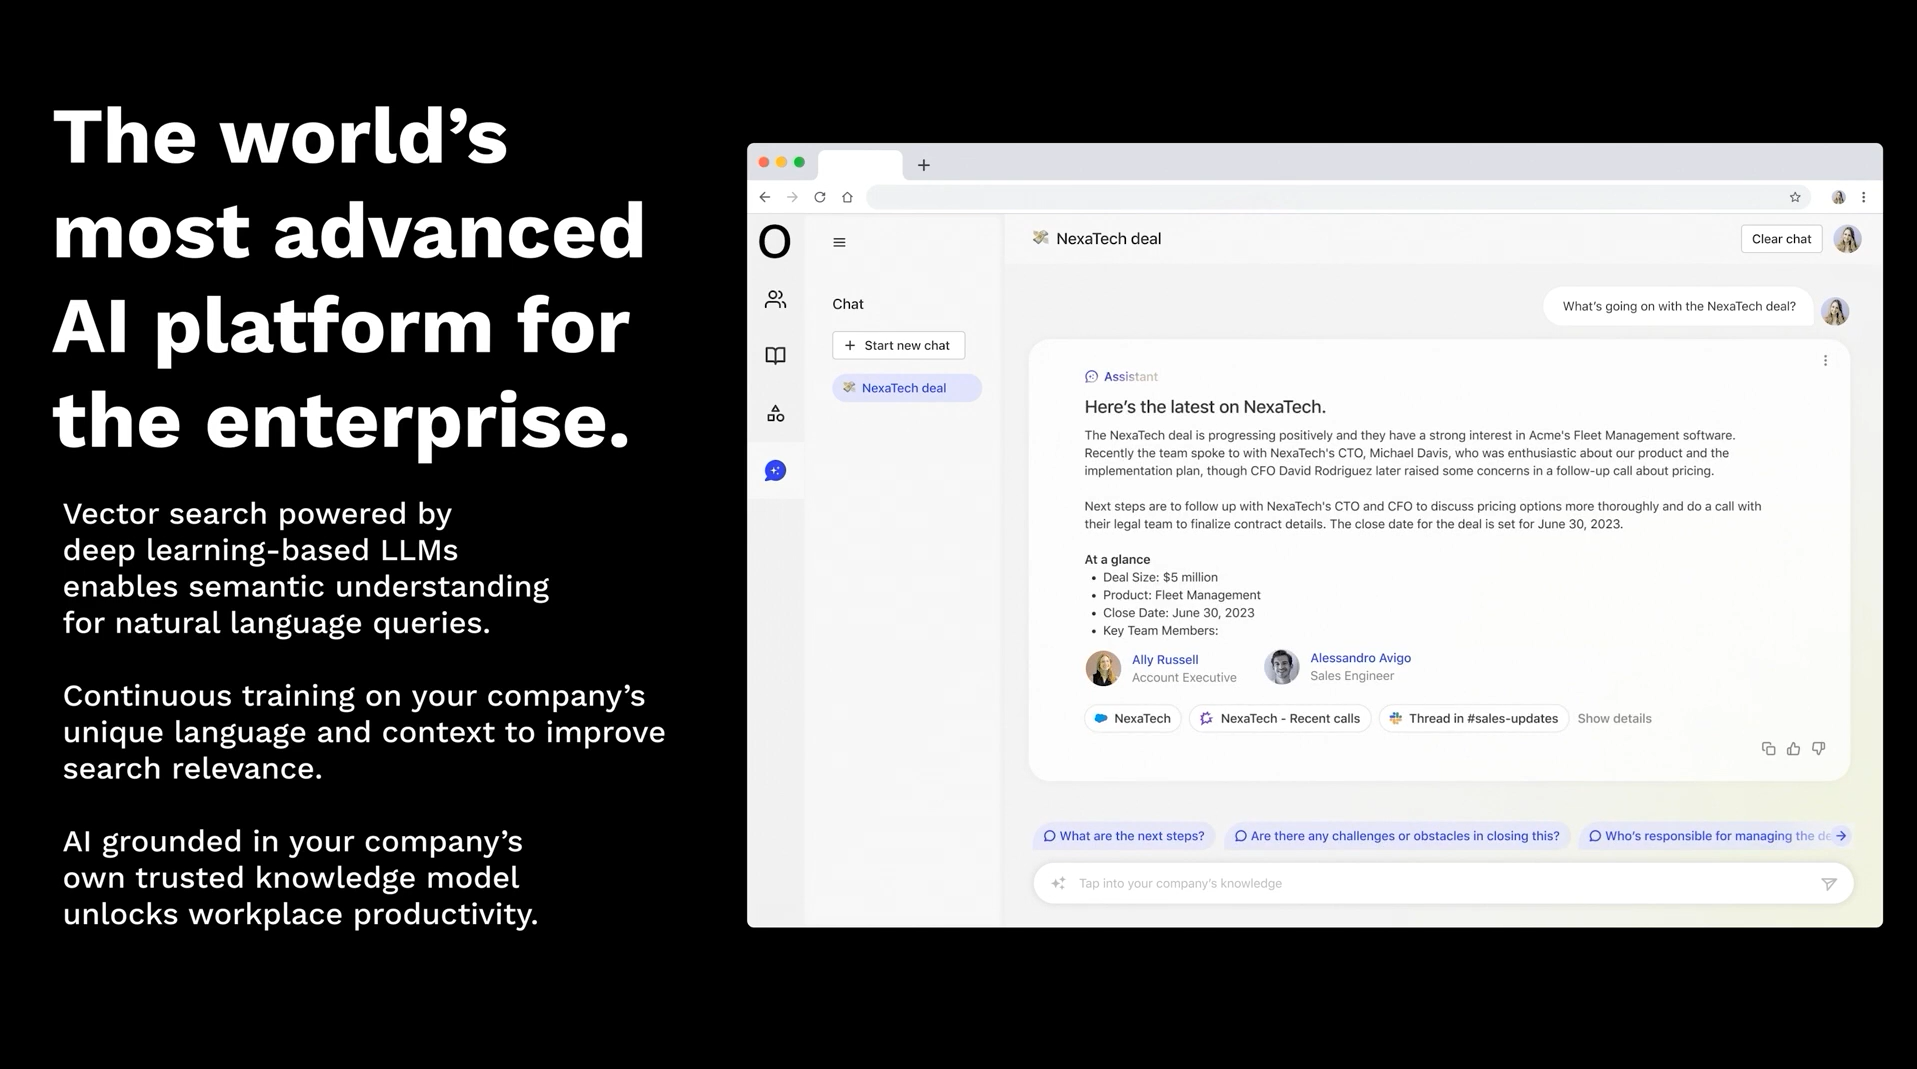 The world’s
most advanced
AI platform for
the enterprise.
Vector search powered by
deep learning-based LLMs
enables semantic understanding
for natural language queries.
Continuous training on your company’s
unique language and context to improve
search relevance.
AI grounded in your company’s
own trusted knowledge model
unlocks workplace productivity.
O
Chat
+ Start new chat
NexaTech deal
NexaTech deal
Clear chat
What’s going on with the NexaTech deal?
Assistant
Here’s the latest on NexaTech.
The NexaTech deal is progressing positively and they have a strong interest in Acme's Fleet Management software.
Recently the team spoke to with NexaTech's CTO, Michael Davis, who was enthusiastic about our product and the
implementation plan, though CFO David Rodriguez later raised some concerns in a follow-up call about pricing.
Next steps are to follow up with NexaTech's CTO and CFO to discuss pricing options more thoroughly and do a call with
their legal team to finalize contract details. The close date for the deal is set for June 30, 2023.
At a glance
• Deal Size: $5 million
• Product: Fleet Management
• Close Date: June 30, 2023
• Key Team Members:
Ally Russell
Account Executive
Alessandro Avigo
Sales Engineer
NexaTech
NexaTech - Recent calls
Thread in #sales-updates
Show details
What are the next steps?
Are there any challenges or obstacles in closing this?
Who’s responsible for managing the
Tap into your company’s knowledge